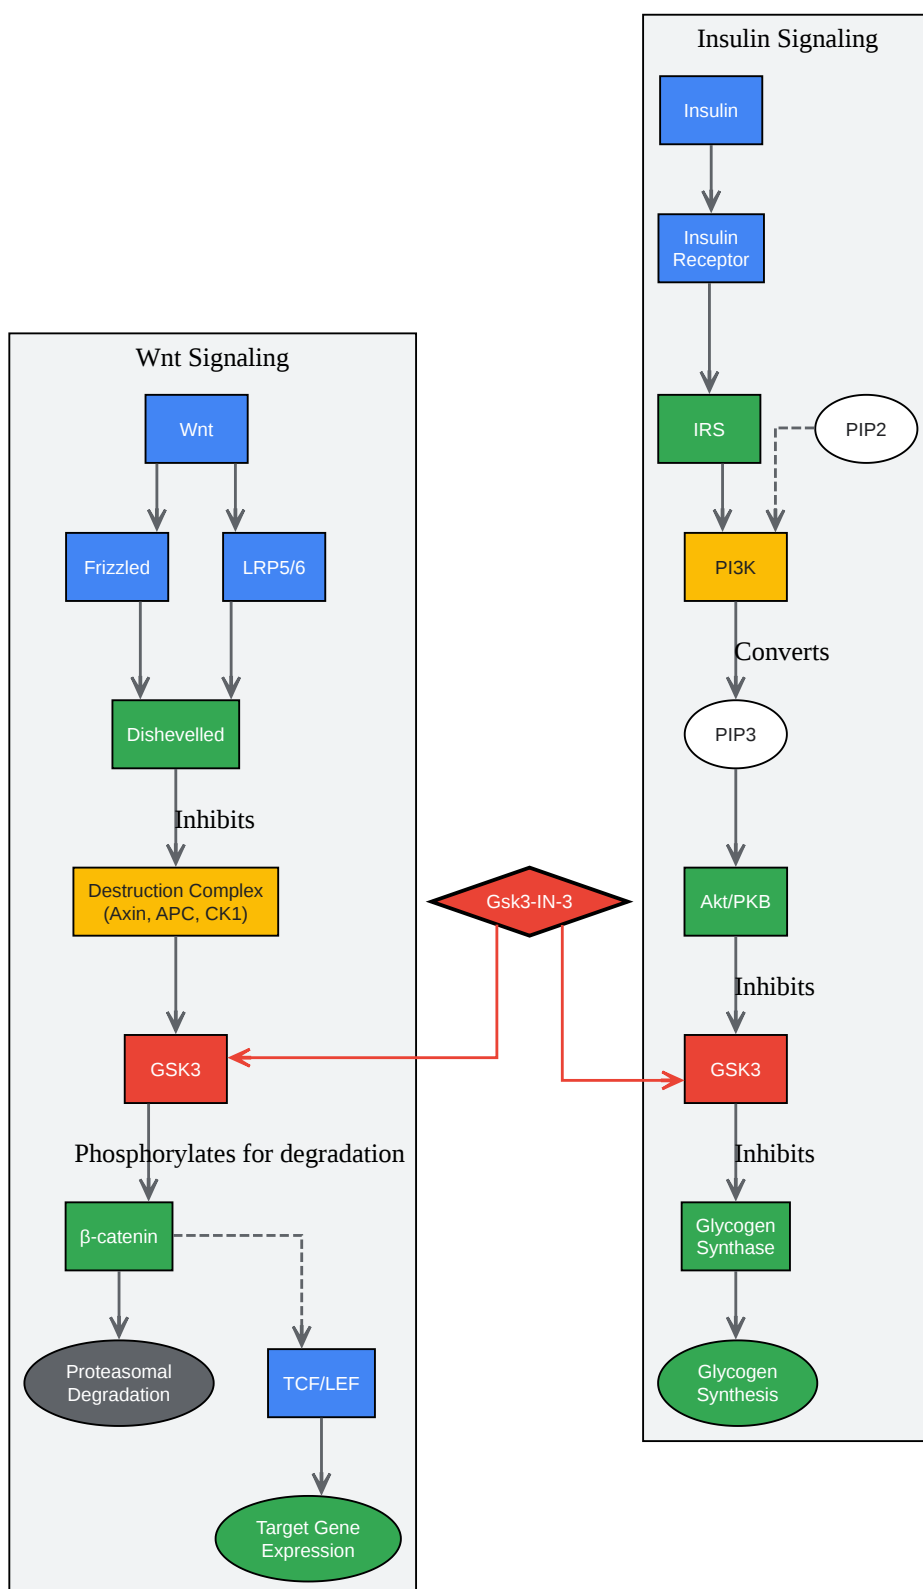 Insulin Signaling
Insulin
Insulin
Receptor
IRS
PIP2
PI3K
Converts
PIP3
Akt/PKB
Inhibits
GSK3
Inhibits
Glycogen
Synthase
Glycogen
Synthesis
Wnt Signaling
Wnt
Frizzled
LRP5/6
Dishevelled
Inhibits
Destruction Complex
(Axin, APC, CK1)
GSK3
Phosphorylates for degradation
β-catenin
Proteasomal
Degradation
TCF/LEF
Target Gene
Expression
Gsk3-IN-3